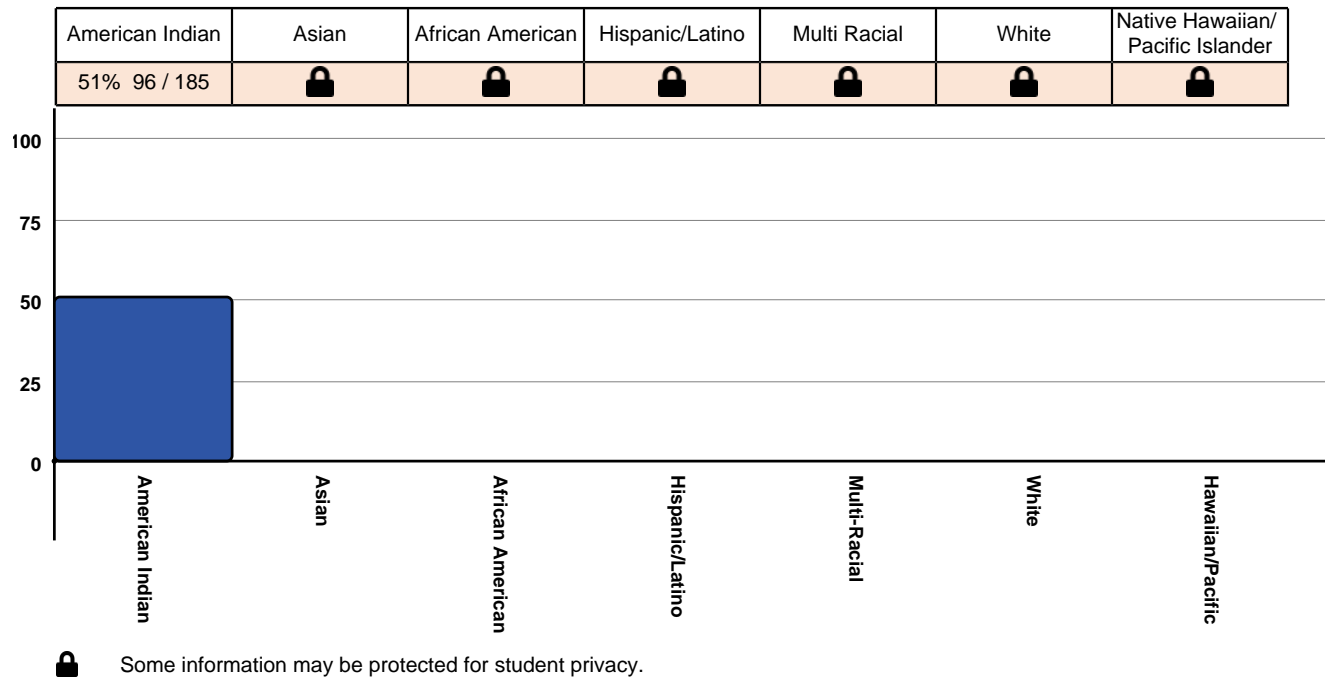 American Indian Asian African American Hispanic/Latino Multi Racial White Native Hawaiian/
Pacific Islander
51% 96 / 185
100
75
50
25
0
American Indian
Asian
African American
Hispanic/Latino
Multi-Racial
White
Hawaiian/Pacific
Some information may be protected for student privacy.